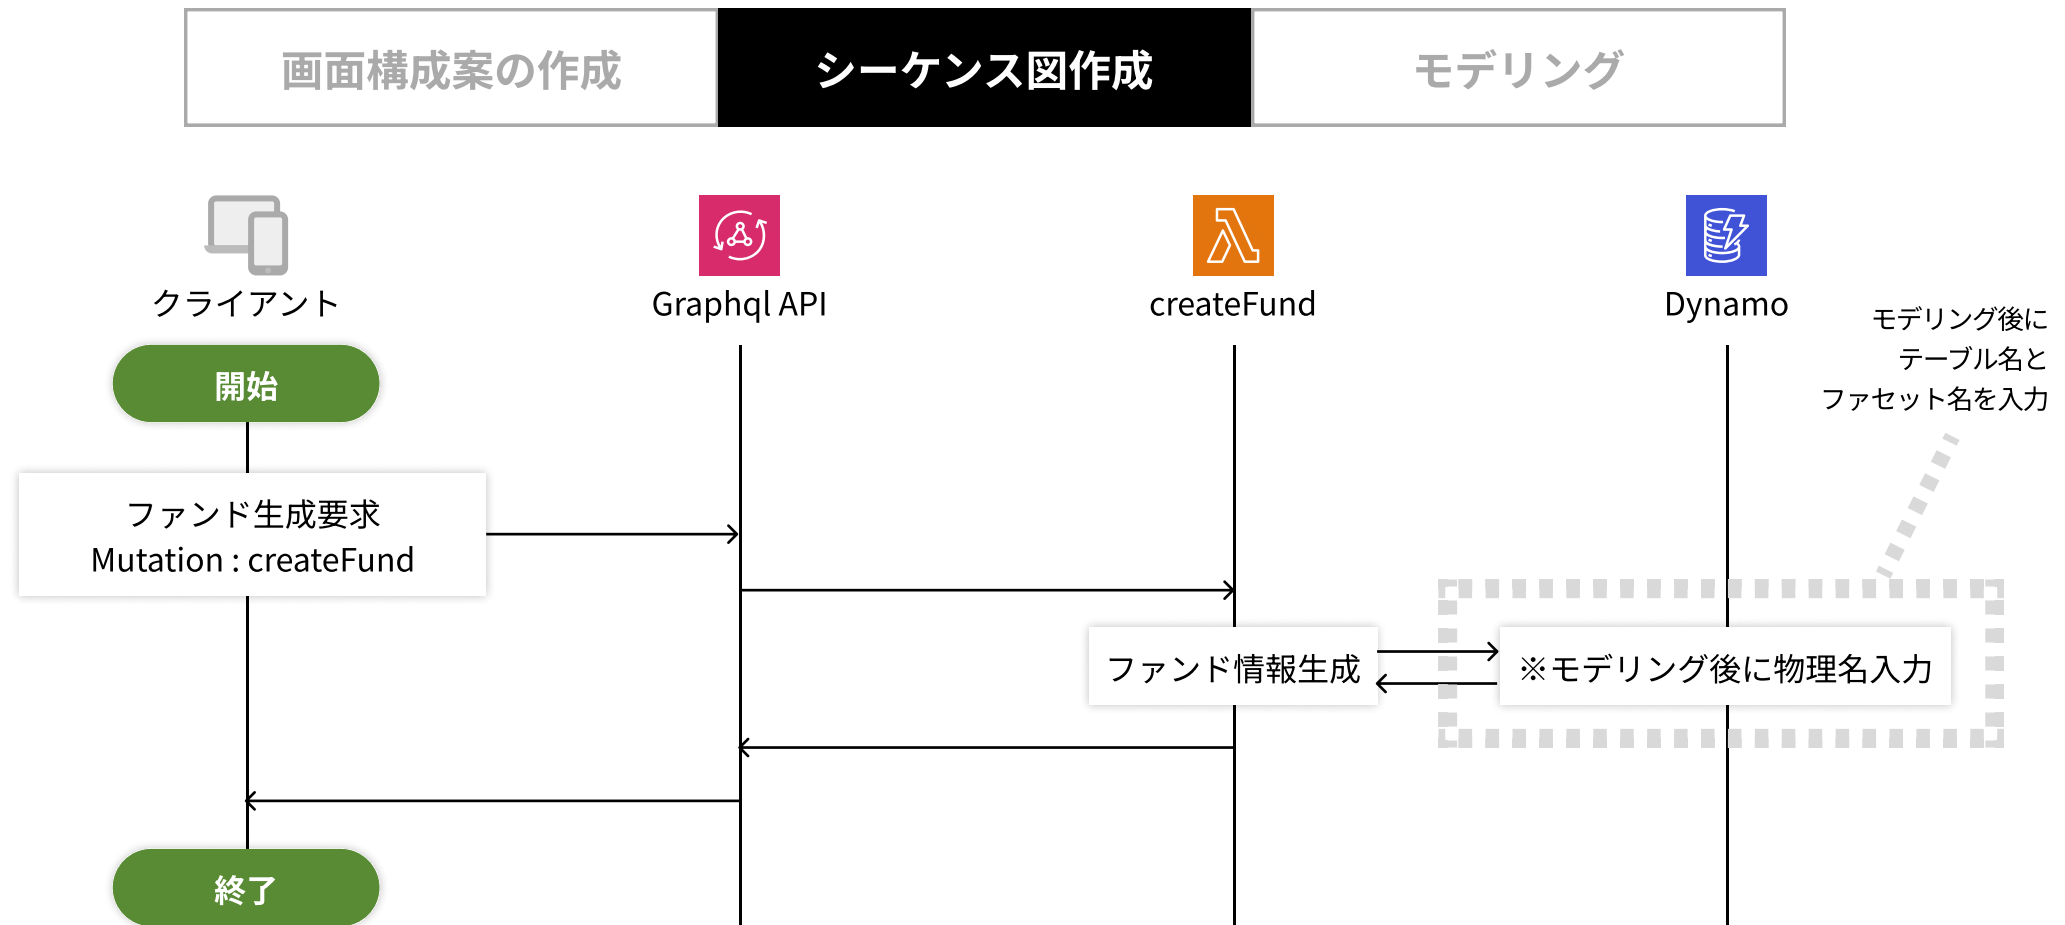 画面構成案の作成
シーケンス図作成
モデリング
クライアント
Graphql API
createFund
Dynamo
モデリング後に
テーブル名と
ファセット名を入力
開始
ファンド生成要求
Mutation : createFund
ファンド情報生成
※モデリング後に物理名入力
終了